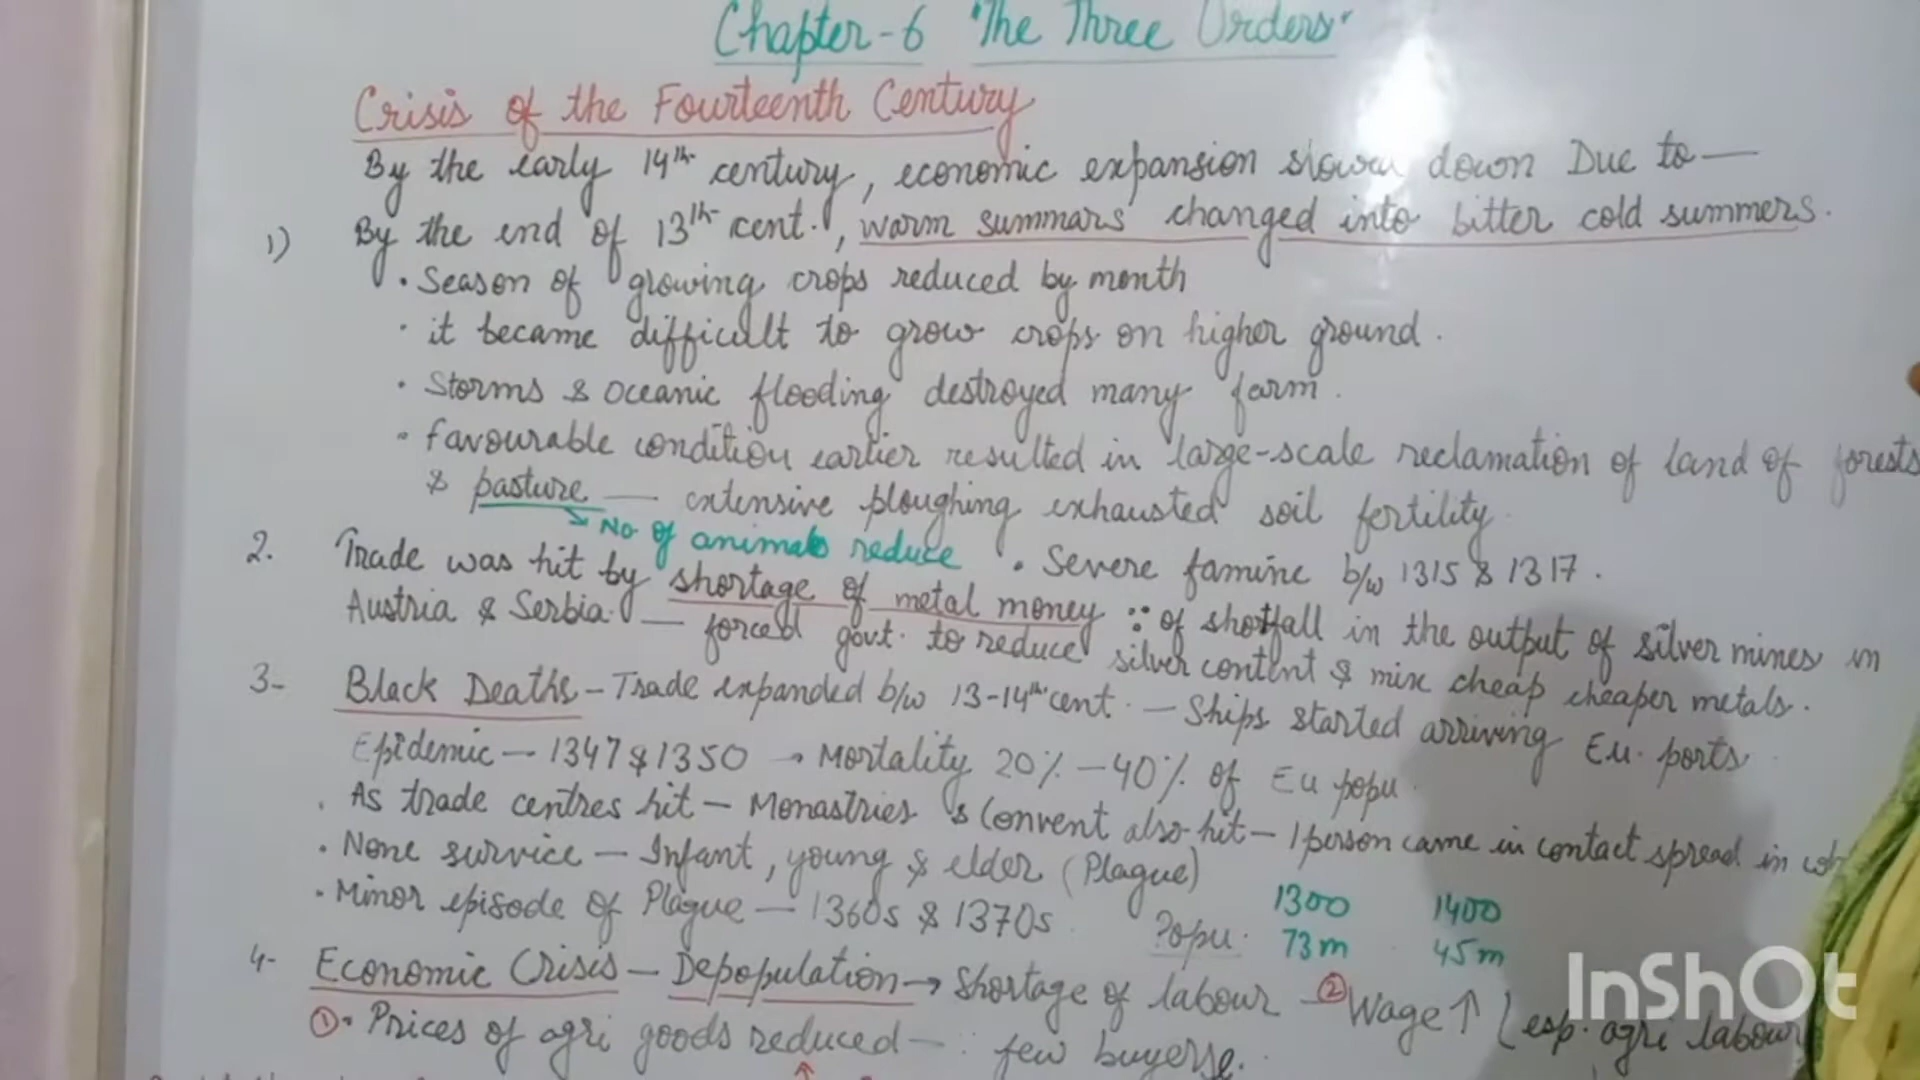 Chapter-6 "The Three Orders"
Crisis of the Fourteenth Century
By the early 14th century, economic expansion slowed down Due to —
1) By the end of 13th cent., warm summars changed into bitter cold summers.
• Season of growing crops reduced by month
• it became difficult to grow crops on higher ground.
• Storms & Oceanic flooding destroyed many farm.
• favourable condition earlier resulted in large-scale reclamation of land of forests
& pasture — extensive ploughing exhausted soil fertility.
→ No. of animals reduce • Severe famine b/w 1315 & 1317.
2. Trade was hit by shortage of metal money ∵ of shortfall in the output of silver mines in
Austria & Serbia. — forced govt. to reduce silver content & mix cheap cheaper metals.
3- Black Deaths - Trade expanded b/w 13-14th cent. — Ships started arriving Eu. ports
Epidemic — 1347 & 1350 → Mortality 20% - 40% of Eu popu.
. As trade centres hit — Monastries & Convent also hit — 1 person came in contact spread in
• None survice — Infant, young & elder (Plague)
• Minor episode of Plague — 1360s & 1370s
1300 1400
Popu. 73m 45m
4- Economic Crisis — Depopulation → Shortage of labour — ② Wage ↑ (esp. agri labour
① • Prices of agri goods reduced — ∵ few buyerse.
InShOt